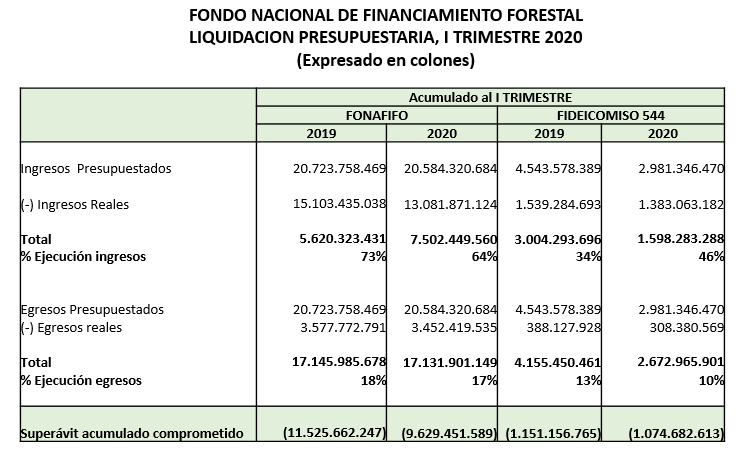 FONDO NACIONAL DE FINANCIAMIENTO FORESTAL
LIQUIDACION PRESUPUESTARIA, I TRIMESTRE 2020
(Expresado en colones)
Acumulado al I TRIMESTRE
FONAFIFO FIDEICOMISO 544
2019 2020 2019 2020
Ingresos Presupuestados 20.723.758.469 20.584.320.684 4.543.578.389 2.981.346.470
(-) Ingresos Reales 15.103.435.038 13.081.871.124 1.539.284.693 1.383.063.182
Total 5.620.323.431 7.502.449.560 3.004.293.696 1.598.283.288
% Ejecución ingresos 73% 64% 34% 46%
Egresos Presupuestados 20.723.758.469 20.584.320.684 4.543.578.389 2.981.346.470
(-) Egresos reales 3.577.772.791 3.452.419.535 388.127.928 308.380.569
Total 17.145.985.678 17.131.901.149 4.155.450.461 2.672.965.901
% Ejecución egresos 18% 17% 13% 10%
Superávit acumulado comprometido (11.525.662.247) (9.629.451.589) (1.151.156.765) (1.074.682.613)